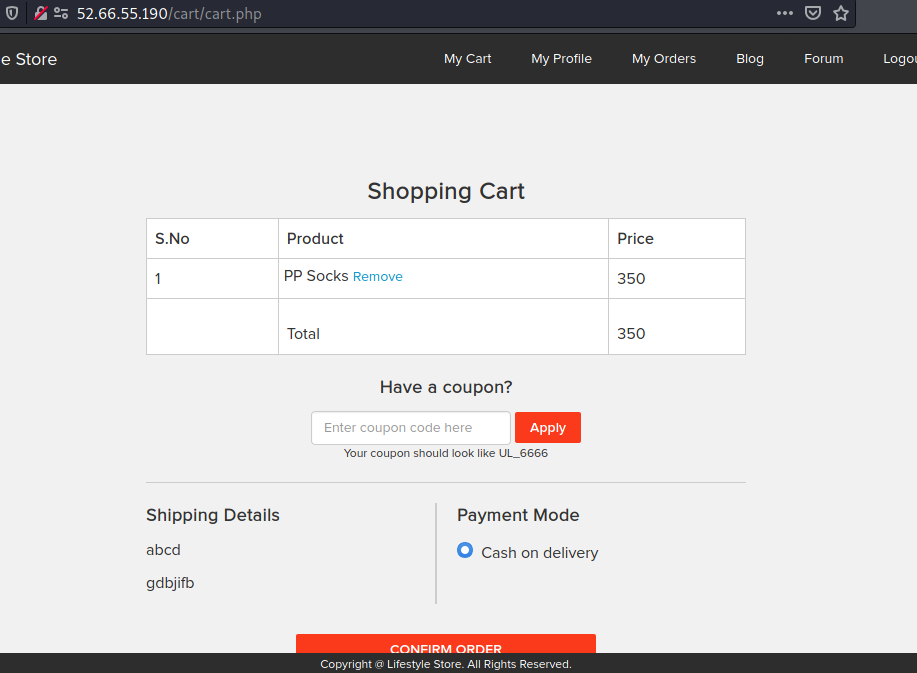 52.66.55.190/cart/cart.php
e Store My Cart My Profile My Orders Blog Forum Logou
Shopping Cart
S.No Product Price
1 PP Socks Remove 350
Total 350
Have a coupon?
Enter coupon code here Apply
Your coupon should look like UL_6666
Shipping Details Payment Mode
abcd Cash on delivery
gdbjifb
CONFIRM ORDER
Copyright @ Lifestyle Store. All Rights Reserved.